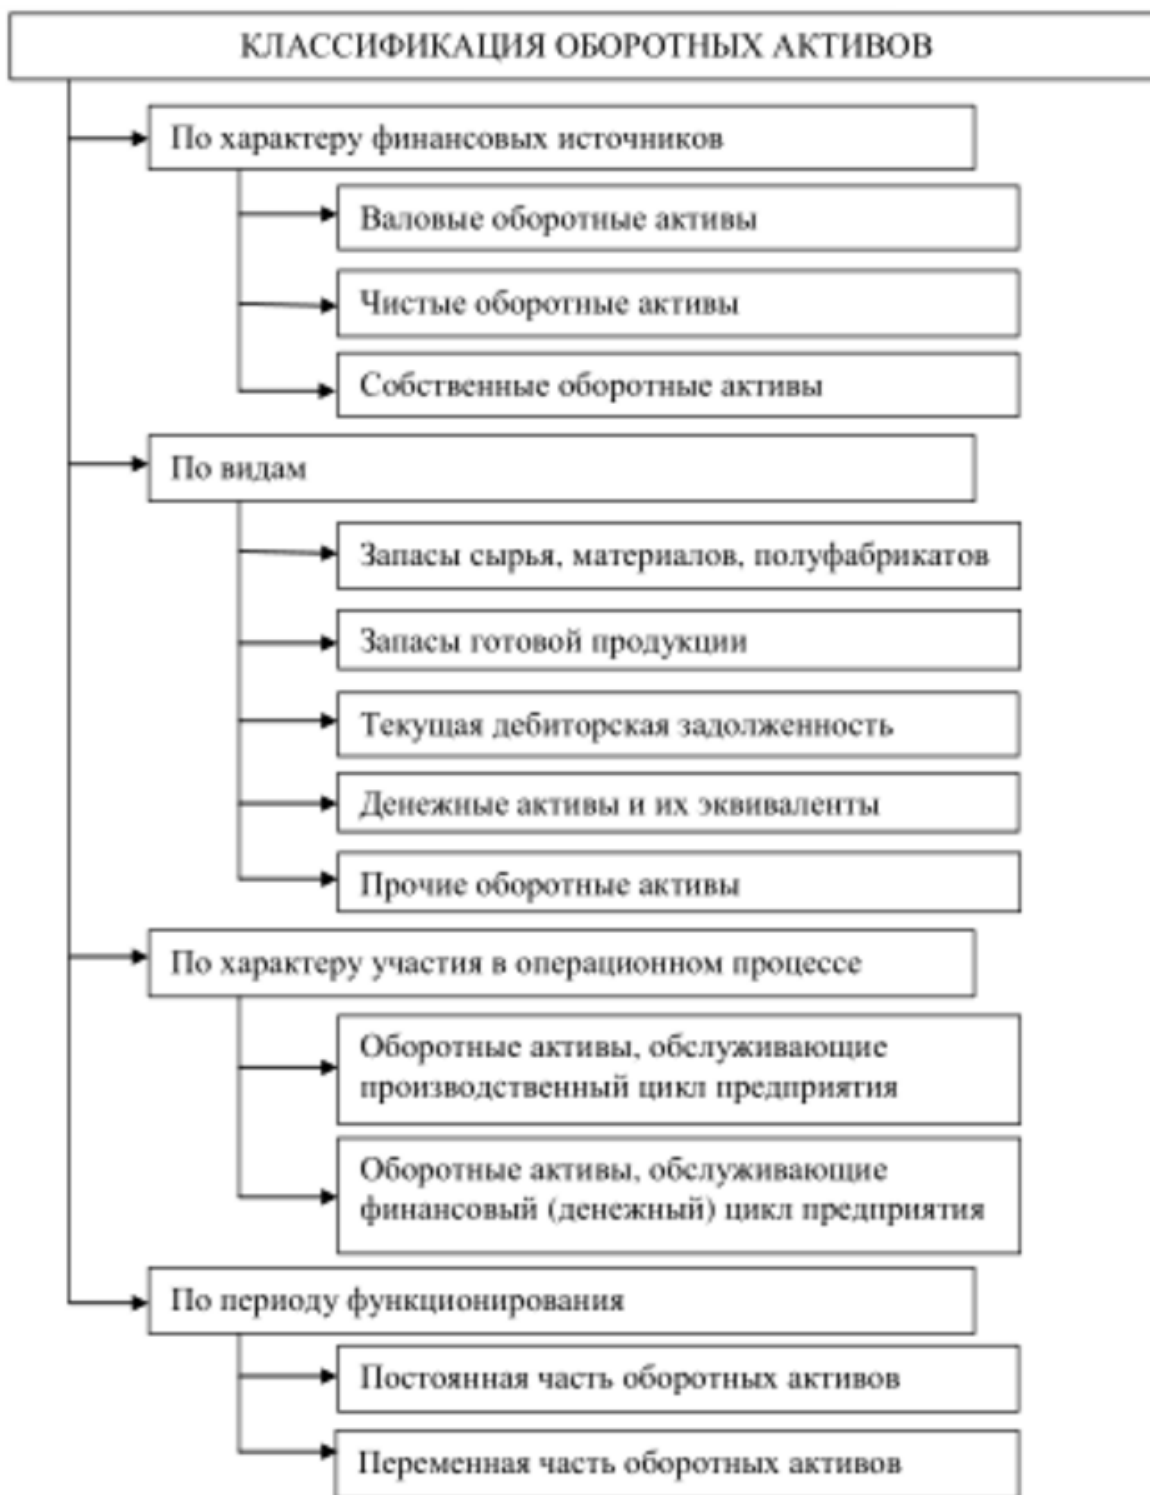 КЛАССИФИКАЦИЯ ОБОРОТНЫХ АКТИВОВ
По характеру финансовых источников
Валовые оборотные активы
Чистые оборотные активы
Собственные оборотные активы
По видам
Запасы сырья, материалов, полуфабрикатов
Запасы готовой продукции
Текущая дебиторская задолженность
Денежные активы и их эквиваленты
Прочие оборотные активы
По характеру участия в операционном процессе
Оборотные активы, обслуживающие
производственный цикл предприятия
Оборотные активы, обслуживающие
финансовый (денежный) цикл предприятия
По периоду функционирования
Постоянная часть оборотных активов
Переменная часть оборотных активов